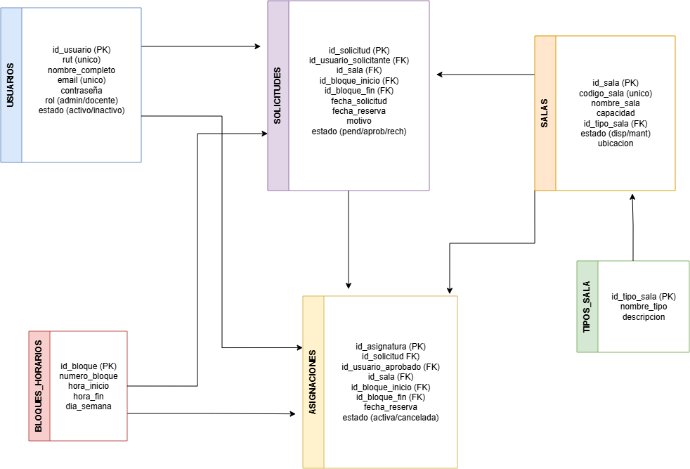 USUARIOS
id_usuario (PK)
rut (unico)
nombre_completo
email (unico)
contraseña
rol (admin/docente)
estado (activo/inactivo)
SOLICITUDES
id_solicitud (PK)
id_usuario_solicitante (FK)
id_sala (FK)
id_bloque_inicio (FK)
id_bloque_fin (FK)
fecha_solicitud
fecha_reserva
motivo
estado (pend/aprob/rech)
SALAS
id_sala (PK)
codigo_sala (unico)
nombre_sala
capacidad
id_tipo_sala (FK)
estado (disp/mant)
ubicacion
TIPOS_SALA
id_tipo_sala (PK)
nombre_tipo
descripcion
BLOQUES_HORARIOS
id_bloque (PK)
numero_bloque
hora_inicio
hora_fin
dia_semana
ASIGNACIONES
id_asignatura (PK)
id_solicitud FK)
id_usuario_aprobado (FK)
id_sala (FK)
id_bloque_inicio (FK)
id_bloque_fin (FK)
fecha_reserva
estado (activa/cancelada)